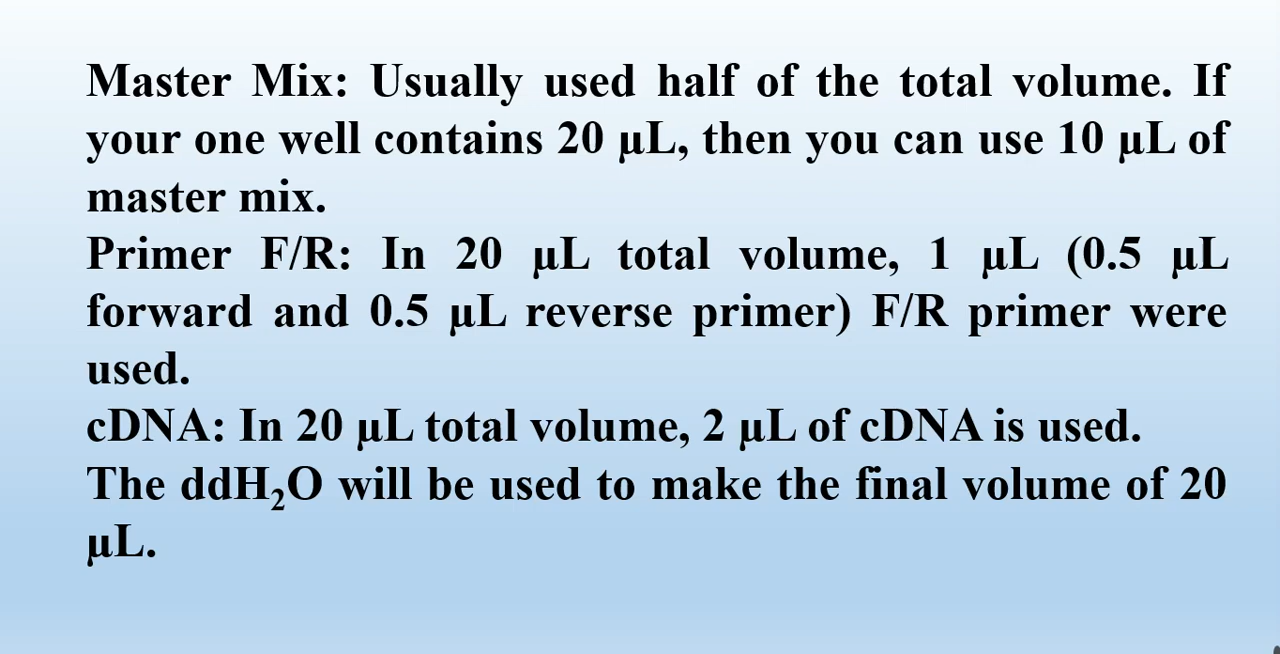 Master Mix: Usually used half of the total volume. If
your one well contains 20 µL, then you can use 10 µL of
master mix.
Primer F/R: In 20 µL total volume, 1 µL (0.5 µL
forward and 0.5 µL reverse primer) F/R primer were
used.
cDNA: In 20 µL total volume, 2 µL of cDNA is used.
The ddH₂O will be used to make the final volume of 20
µL.